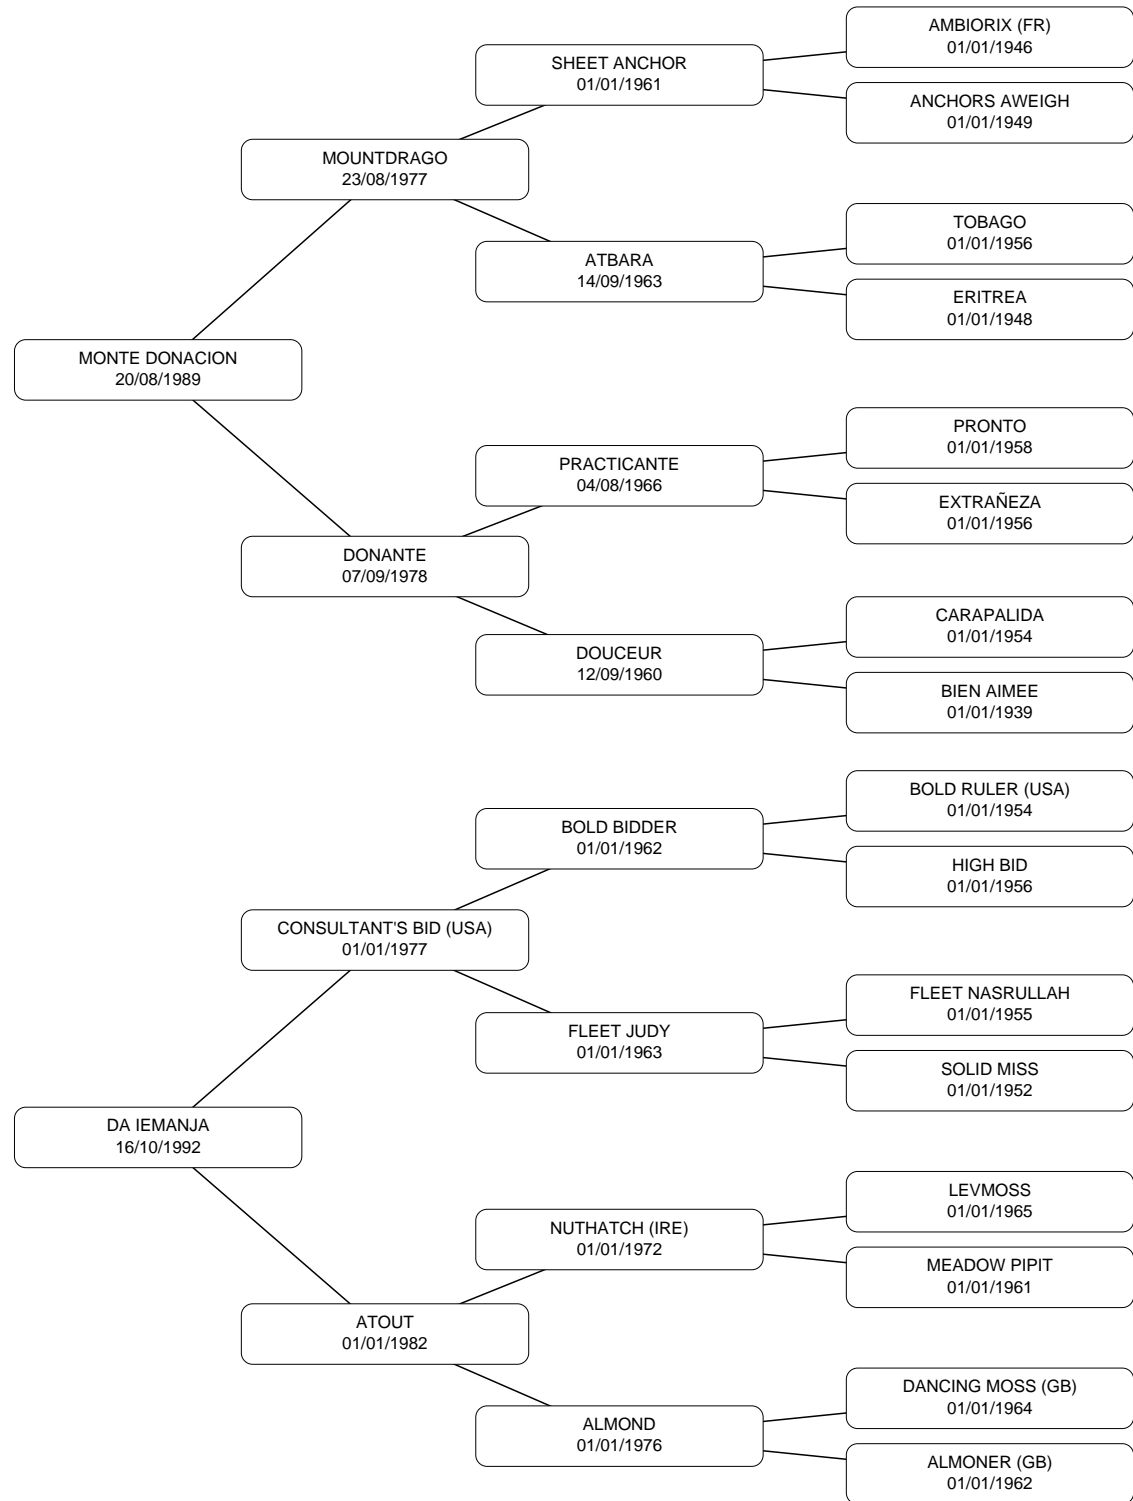 AMBIORIX (FR)
01/01/1946
SHEET ANCHOR
01/01/1961
ANCHORS AWEIGH
01/01/1949
MOUNTDRAGO
23/08/1977
TOBAGO
01/01/1956
ATBARA
14/09/1963
ERITREA
01/01/1948
MONTE DONACION
20/08/1989
PRONTO
01/01/1958
PRACTICANTE
04/08/1966
EXTRAÑEZA
01/01/1956
DONANTE
07/09/1978
CARAPALIDA
01/01/1954
DOUCEUR
12/09/1960
BIEN AIMEE
01/01/1939
BOLD RULER (USA)
01/01/1954
BOLD BIDDER
01/01/1962
HIGH BID
01/01/1956
CONSULTANT'S BID (USA)
01/01/1977
FLEET NASRULLAH
01/01/1955
FLEET JUDY
01/01/1963
SOLID MISS
01/01/1952
DA IEMANJA
16/10/1992
LEVMOSS
01/01/1965
NUTHATCH (IRE)
01/01/1972
MEADOW PIPIT
01/01/1961
ATOUT
01/01/1982
DANCING MOSS (GB)
01/01/1964
ALMOND
01/01/1976
ALMONER (GB)
01/01/1962